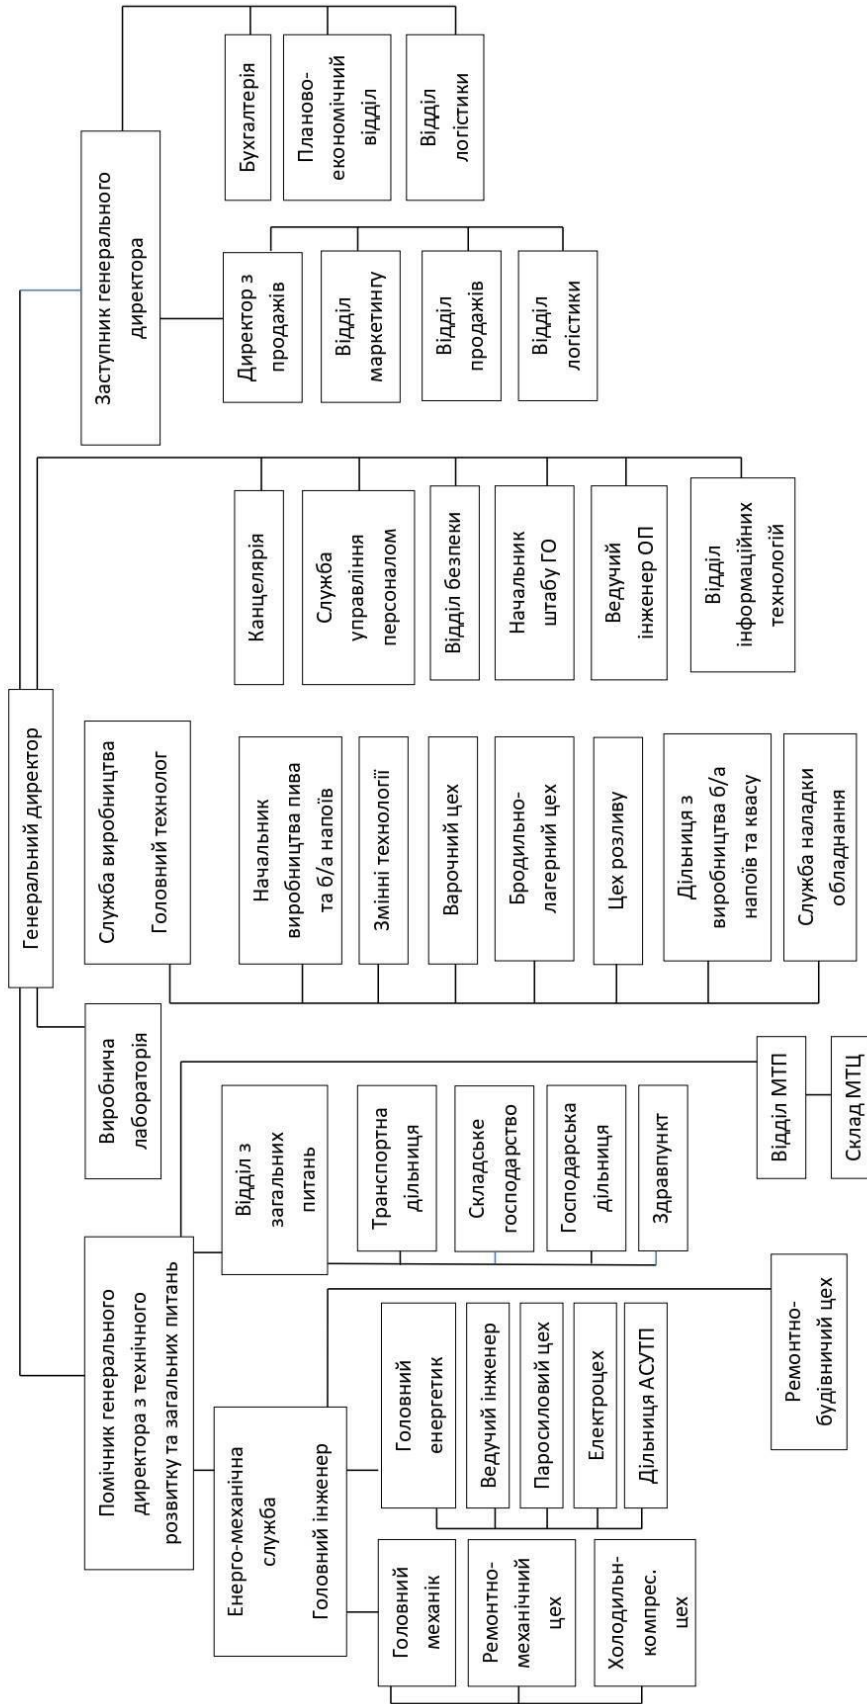 Генеральний директор
Помічник генерального
директора з технічного
розвитку та загальних питань
Виробнича
лабораторія
Служба виробництва
Головний технолог
Заступник генерального
директора
Енерго-механічна
служба
Головний інженер
Відділ з
загальних
питань
Головний
механік
Ремонтно-
механічний
цех
Холодильн-
компрес.
цех
Головний
енергетик
Ведучий інженер
Паросиловий цех
Електроцех
Дільниця АСУТП
Ремонтно-
будівничий цех
Транспортна
дільниця
Складське
господарство
Господарська
дільниця
Здравпункт
Відділ МТП
Склад МТЦ
Начальник
виробництва пива
та б/а напоїв
Змінні технології
Варочний цех
Бродильно-
лагерний цех
Цех розливу
Дільниця з
виробництва б/а
напоїв та квасу
Служба наладки
обладнання
Канцелярія
Служба
управління
персоналом
Відділ безпеки
Начальник
штабу ГО
Ведучий
інженер ОП
Відділ
інформаційних
технологій
Директор з
продажів
Відділ
маркетингу
Відділ
продажів
Відділ
логістики
Бухгалтерія
Планово-
економічний
відділ
Відділ
логістики